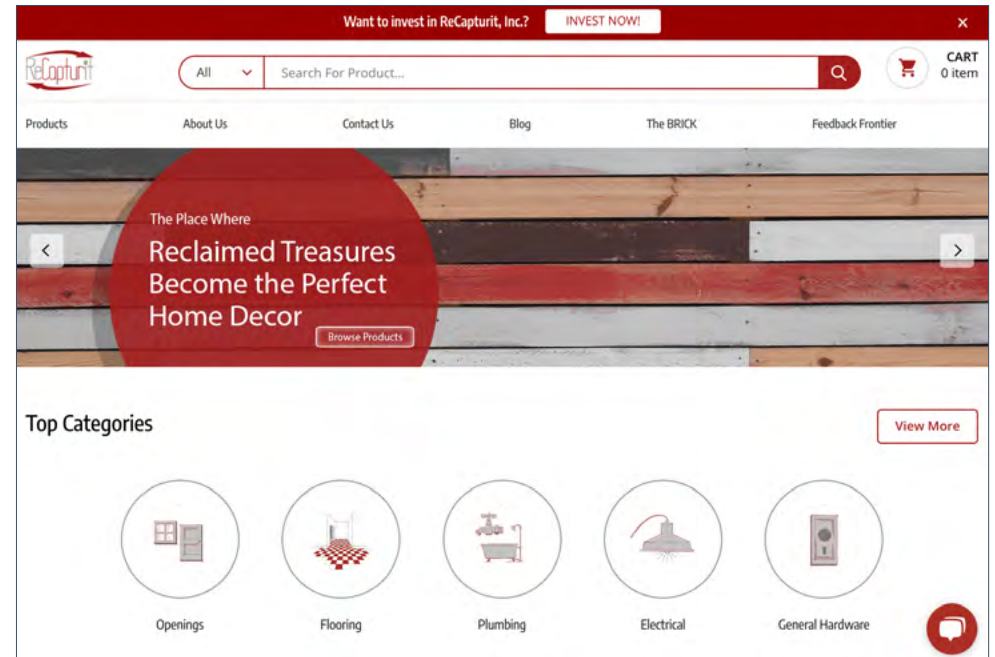 Want to invest in ReCapturit, Inc.? INVEST NOW! ×
ReCapturit
All Search For Product...
CART
0 item
Products About Us Contact Us Blog The BRICK Feedback Frontier
The Place Where
Reclaimed Treasures
Become the Perfect
Home Decor
Browse Products
Top Categories View More
Openings Flooring Plumbing Electrical General Hardware